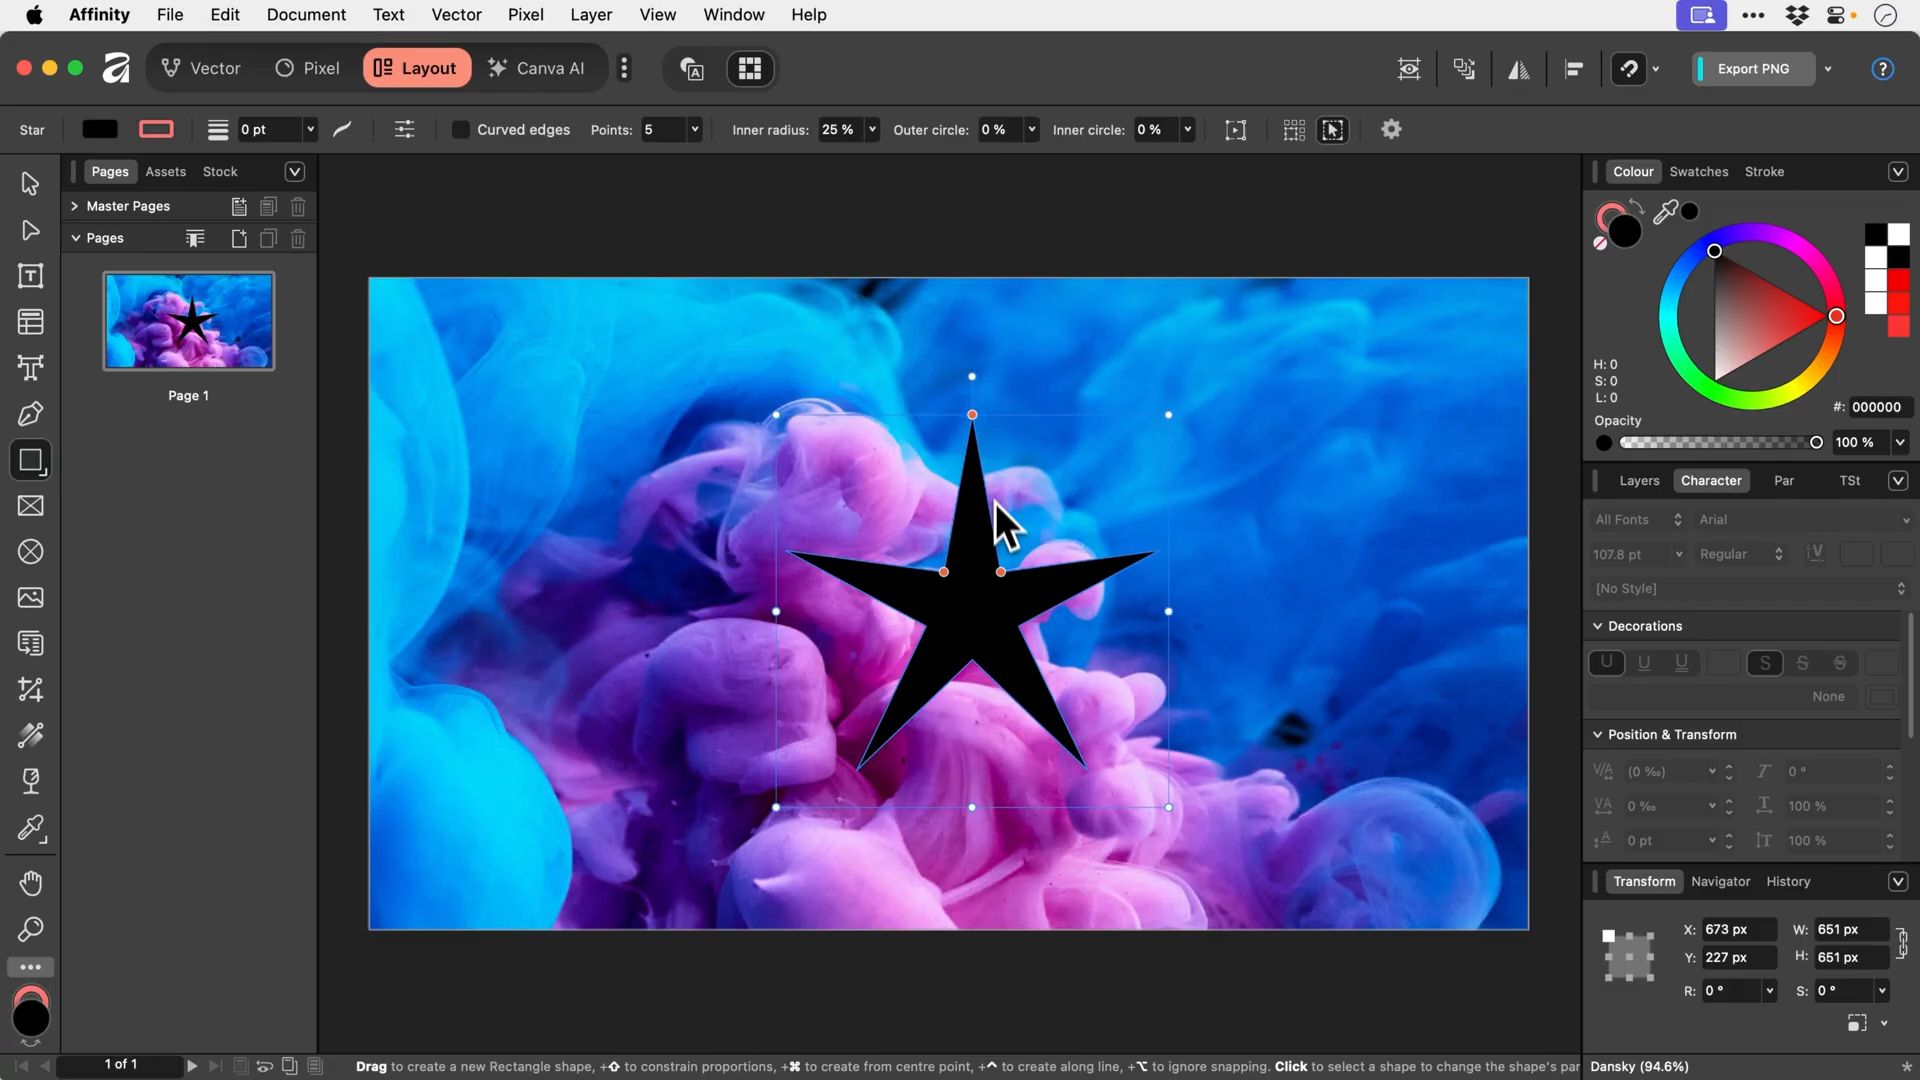 Affinity File Edit Document Text Vector Pixel Layer View Window Help
Vector Pixel Layout Canva AI Export PNG ?
Star 0 pt Curved edges Points: 5 Inner radius: 25 % Outer circle: 0 % Inner circle: 0 %
Pages Assets Stock
Master Pages
Pages
Page 1
Colour Swatches Stroke
H: 0
S: 0
L: 0
#: 000000
Opacity
100 %
Layers Character Par TSt
All Fonts Arial
107.8 pt Regular
[No Style]
Decorations
U U U S S S
None
Position & Transform
(0 ‰) 0 °
0 ‰ 100 %
0 pt 100 %
Transform Navigator History
X: 673 px W: 651 px
Y: 227 px H: 651 px
R: 0 ° S: 0 °
1 of 1
Drag to create a new Rectangle shape, +⇧ to constrain proportions, +⌘ to create from centre point, +⌃ to create along line, +⌥ to ignore snapping. Click to select a shape to change the shape's par
Dansky (94.6%)